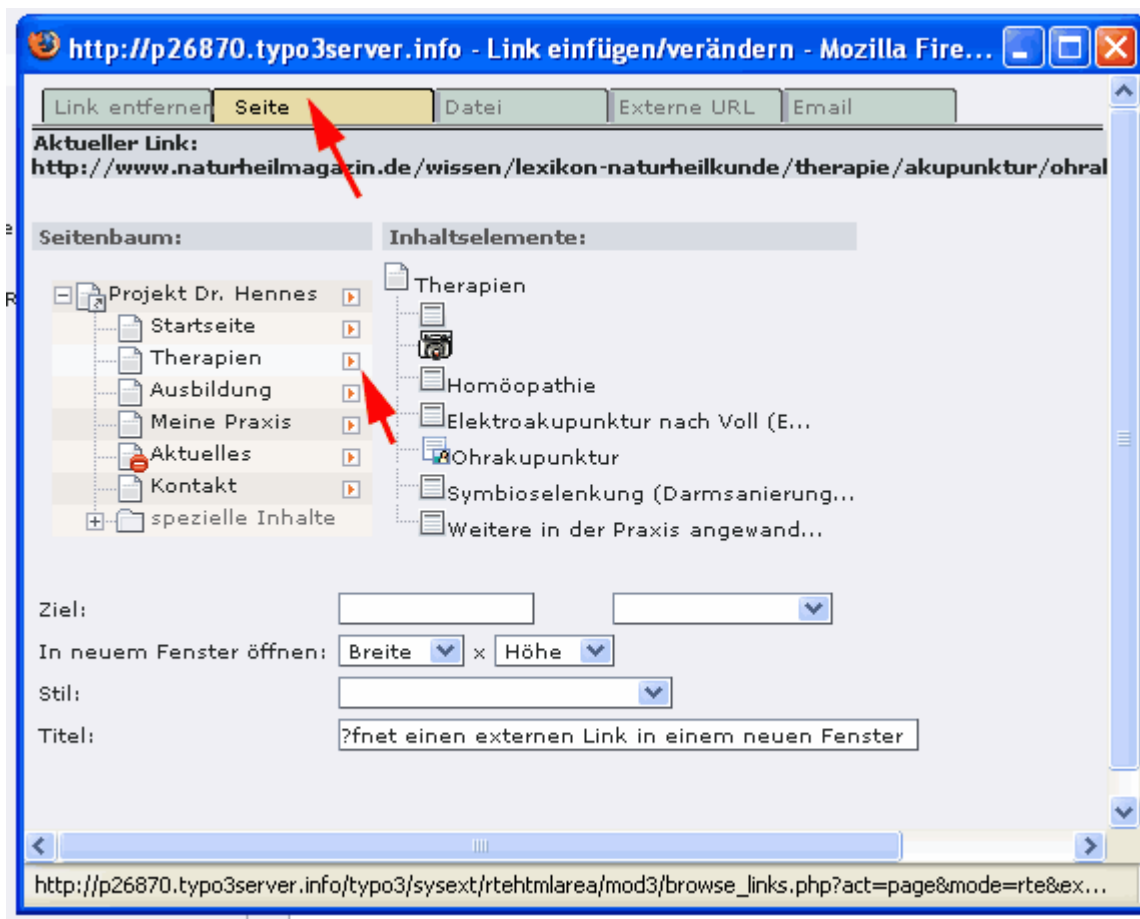 http://p26870.typo3server.info - Link einfügen/verändern - Mozilla Fire...
Link entfernen Seite Datei Externe URL Email
Aktueller Link:
http://www.naturheilmagazin.de/wissen/lexikon-naturheilkunde/therapie/akupunktur/ohral
Seitenbaum:
Projekt Dr. Hennes
Startseite
Therapien
Ausbildung
Meine Praxis
Aktuelles
Kontakt
spezielle Inhalte
Inhaltselemente:
Therapien
Homöopathie
Elektroakupunktur nach Voll (E...
Ohrakupunktur
Symbioselenkung (Darmsanierung...
Weitere in der Praxis angewand...
Ziel:
In neuem Fenster öffnen: Breite x Höhe
Stil:
Titel: ?fnet einen externen Link in einem neuen Fenster
http://p26870.typo3server.info/typo3/sysext/rtehtmlarea/mod3/browse_links.php?act=page&mode=rte&ex...